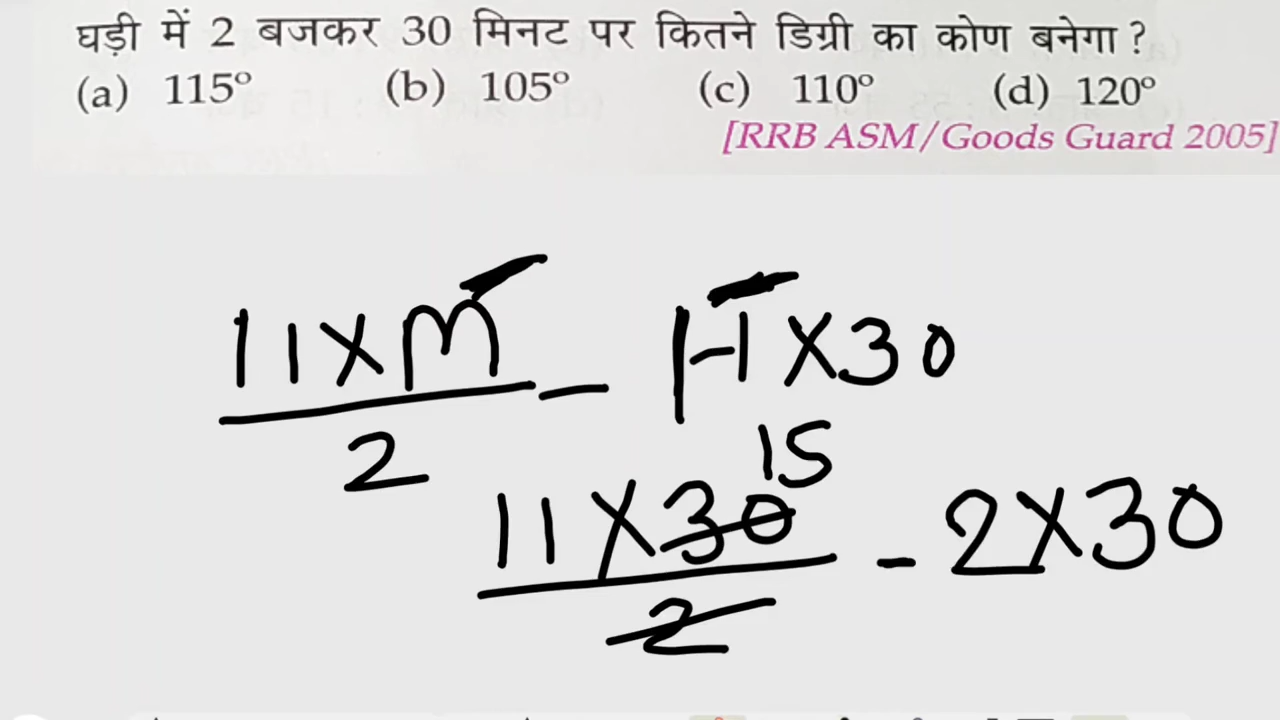 घड़ी में 2 बजकर 30 मिनट पर कितने डिग्री का कोण बनेगा ?
(a) 115° (b) 105° (c) 110° (d) 120°
[RRB ASM/Goods Guard 2005]
11 X M - H X 30
2
15
11 X 30 - 2 X 30
2